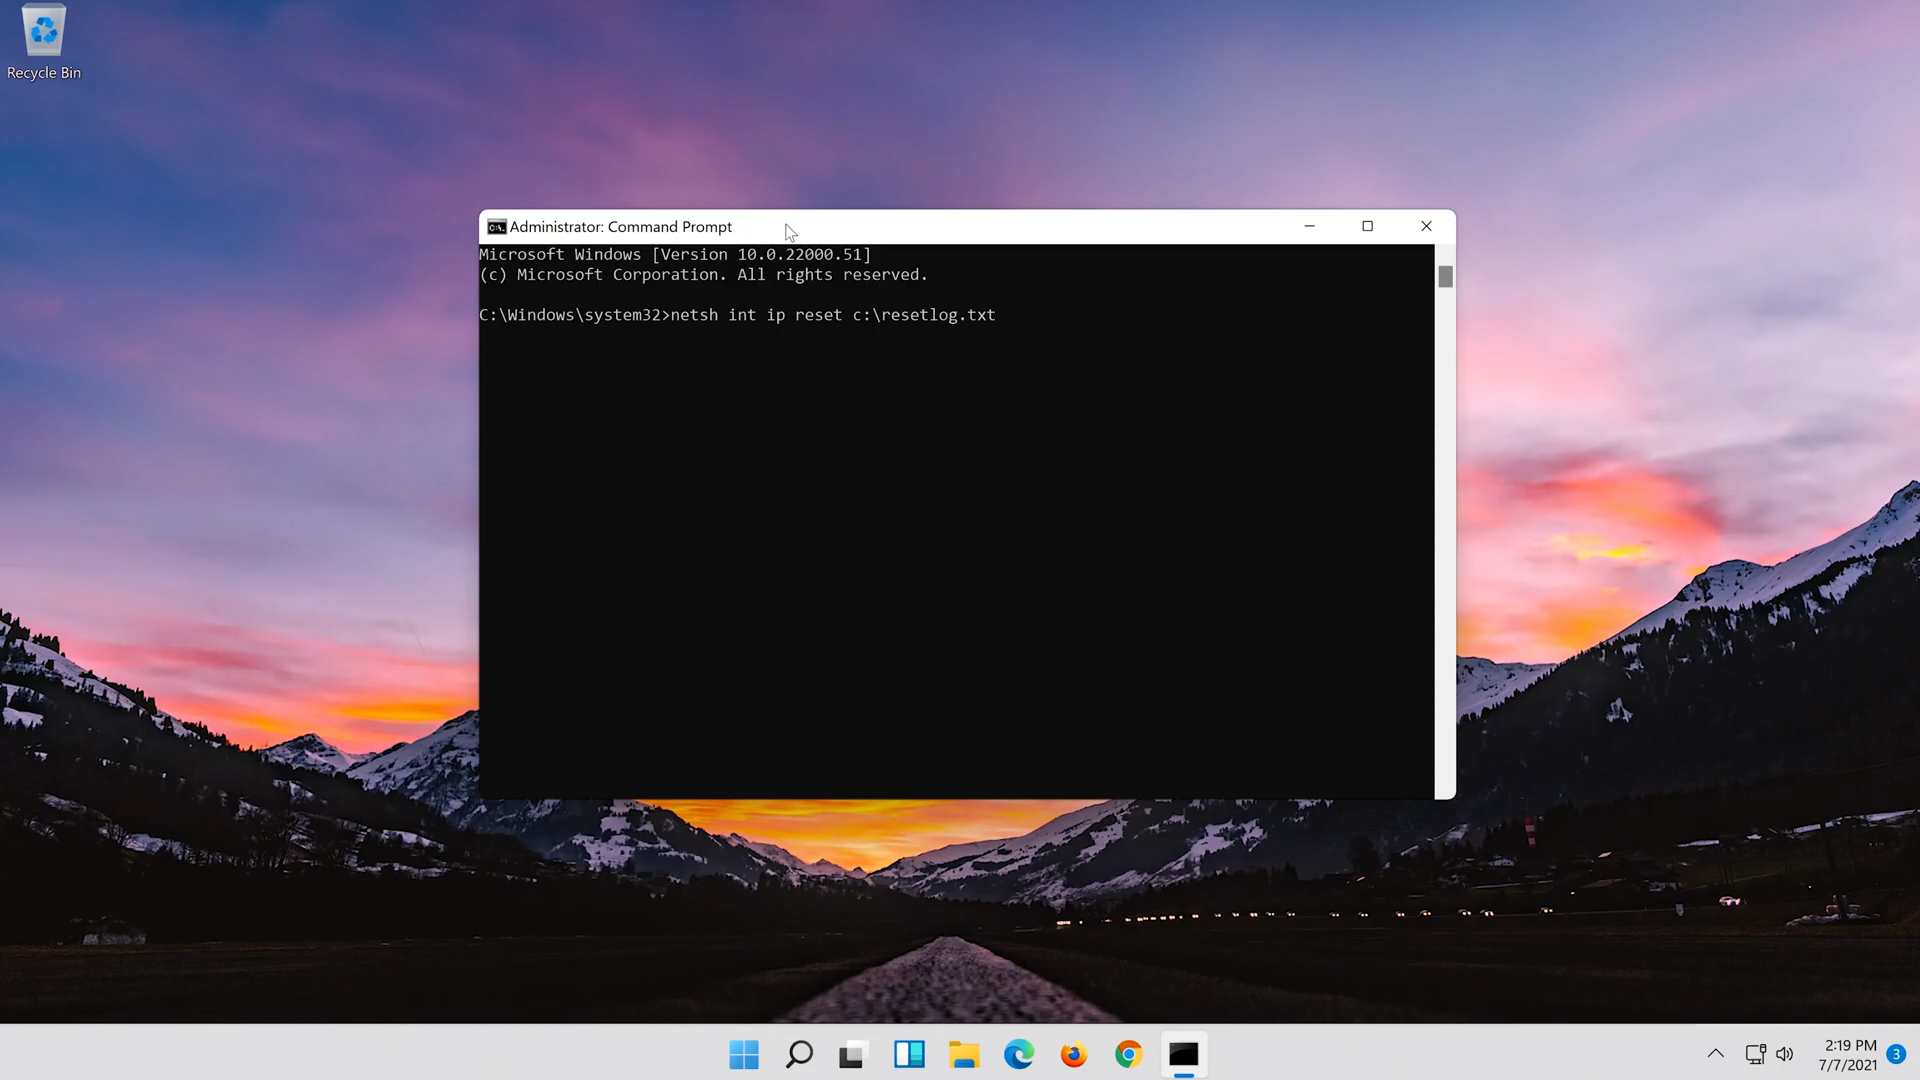 Recycle Bin
Administrator: Command Prompt
Microsoft Windows [Version 10.0.22000.51]
(c) Microsoft Corporation. All rights reserved.
C:\Windows\system32>netsh int ip reset c:\resetlog.txt
2:19 PM
7/7/2021
3